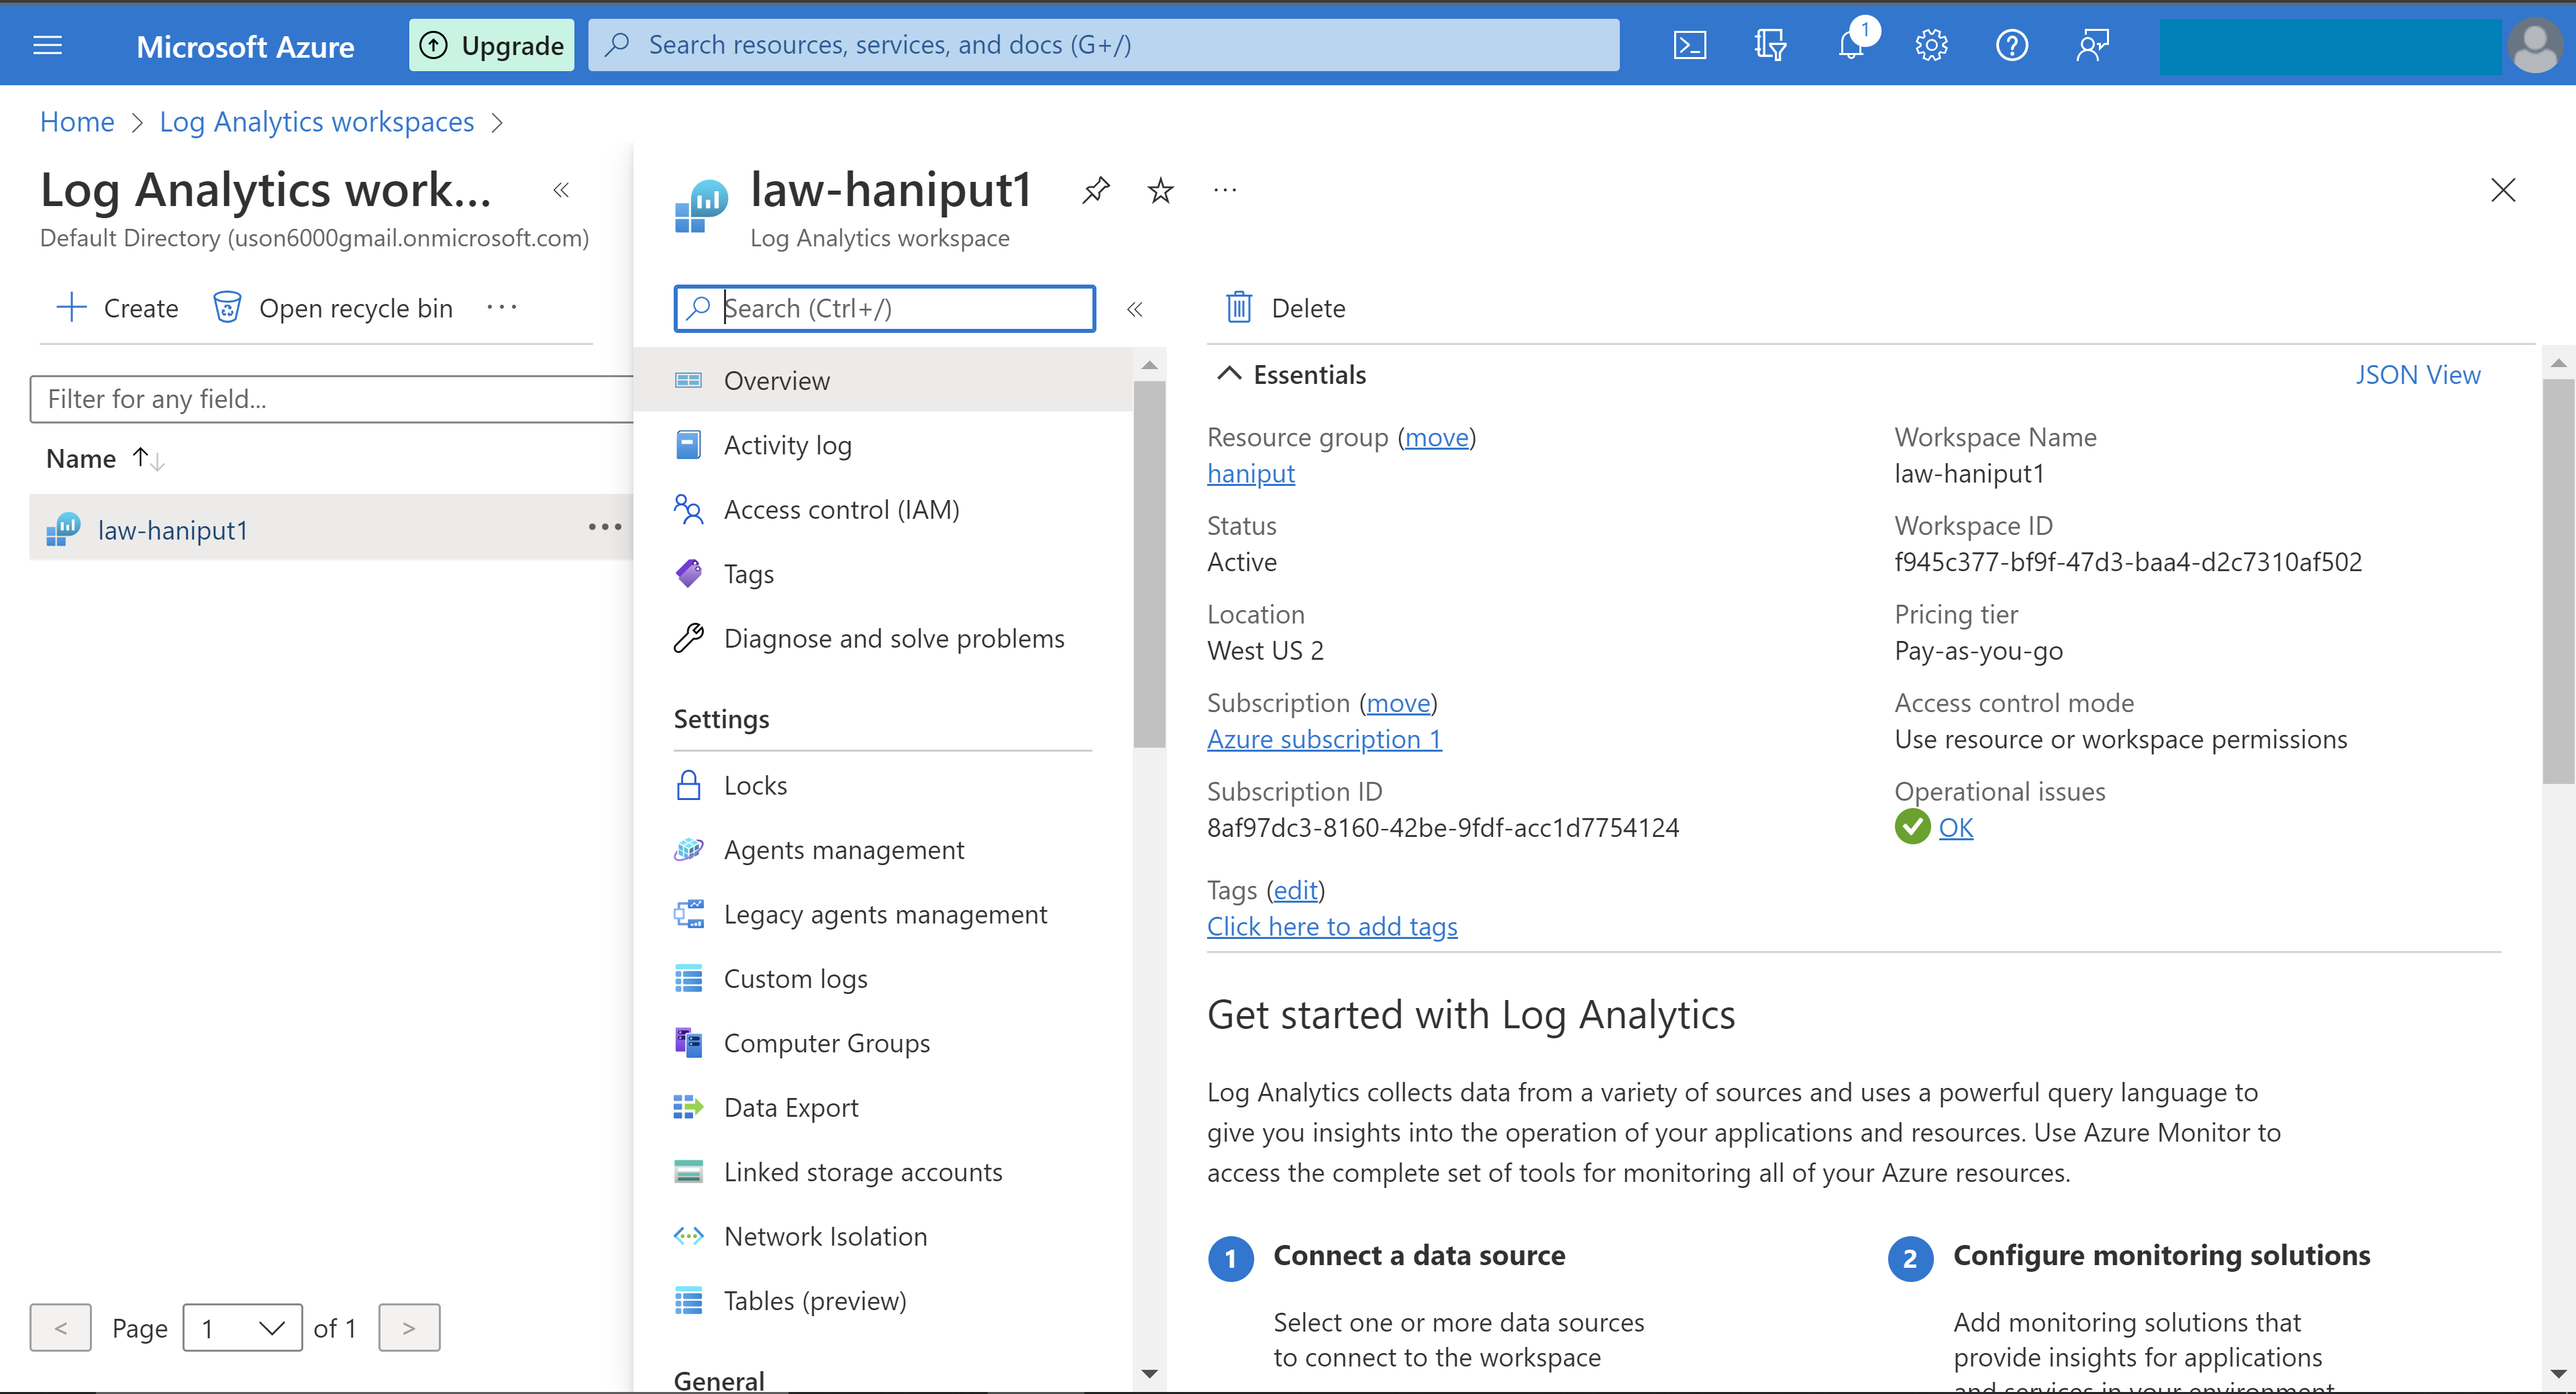 Microsoft Azure
Upgrade
Search resources, services, and docs (G+/)
1
Home > Log Analytics workspaces >
Log Analytics work...
Default Directory (uson6000gmail.onmicrosoft.com)
Create
Open recycle bin
Filter for any field...
Name
law-haniput1
Page 1 of 1
law-haniput1
Log Analytics workspace
Search (Ctrl+/)
Overview
Activity log
Access control (IAM)
Tags
Diagnose and solve problems
Settings
Locks
Agents management
Legacy agents management
Custom logs
Computer Groups
Data Export
Linked storage accounts
Network Isolation
Tables (preview)
General
Delete
Essentials
JSON View
Resource group (move)
haniput
Status
Active
Location
West US 2
Subscription (move)
Azure subscription 1
Subscription ID
8af97dc3-8160-42be-9fdf-acc1d7754124
Workspace Name
law-haniput1
Workspace ID
f945c377-bf9f-47d3-baa4-d2c7310af502
Pricing tier
Pay-as-you-go
Access control mode
Use resource or workspace permissions
Operational issues
OK
Tags (edit)
Click here to add tags
Get started with Log Analytics
Log Analytics collects data from a variety of sources and uses a powerful query language to
give you insights into the operation of your applications and resources. Use Azure Monitor to
access the complete set of tools for monitoring all of your Azure resources.
1 Connect a data source
Select one or more data sources
to connect to the workspace
2 Configure monitoring solutions
Add monitoring solutions that
provide insights for applications
and services in your environment